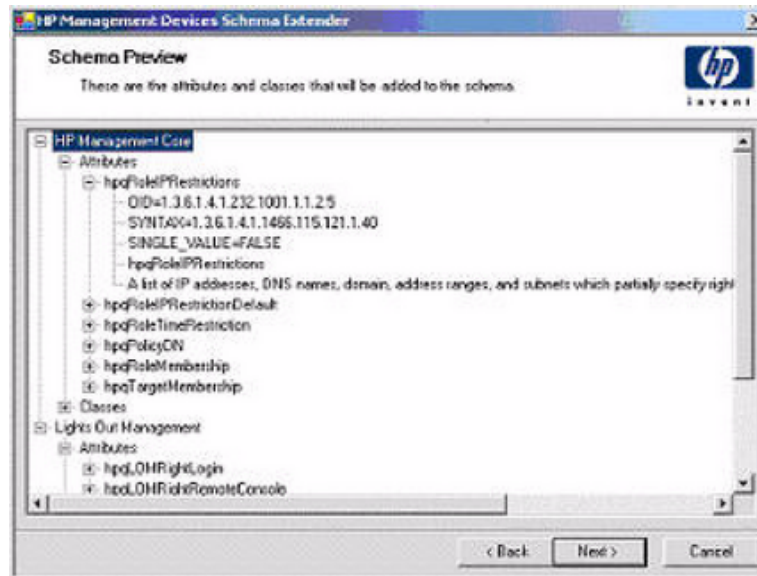 HP Management Devices Schema Extender
Schema Preview
These are the attributes and classes that will be added to the schema.
hp
invent
HP Management Core
Attributes
hpqRoleIPRestrictions
OID=1.3.6.1.4.1.232.1001.1.1.2.5
SYNTAX=1.3.6.1.4.1.1466.115.121.1.40
SINGLE_VALUE=FALSE
hpqRoleIPRestrictions
A list of IP addresses, DNS names, domain, address ranges, and subnets which partially specify right
hpqRoleIPRestrictionDefault
hpqRoleTimeRestriction
hpqPolicyDN
hpqRoleMembership
hpqTargetMembership
Classes
Lights Out Management
Attributes
hpqLOMRightLogin
hpqLOMRightRemoteConsole
< Back
Next >
Cancel